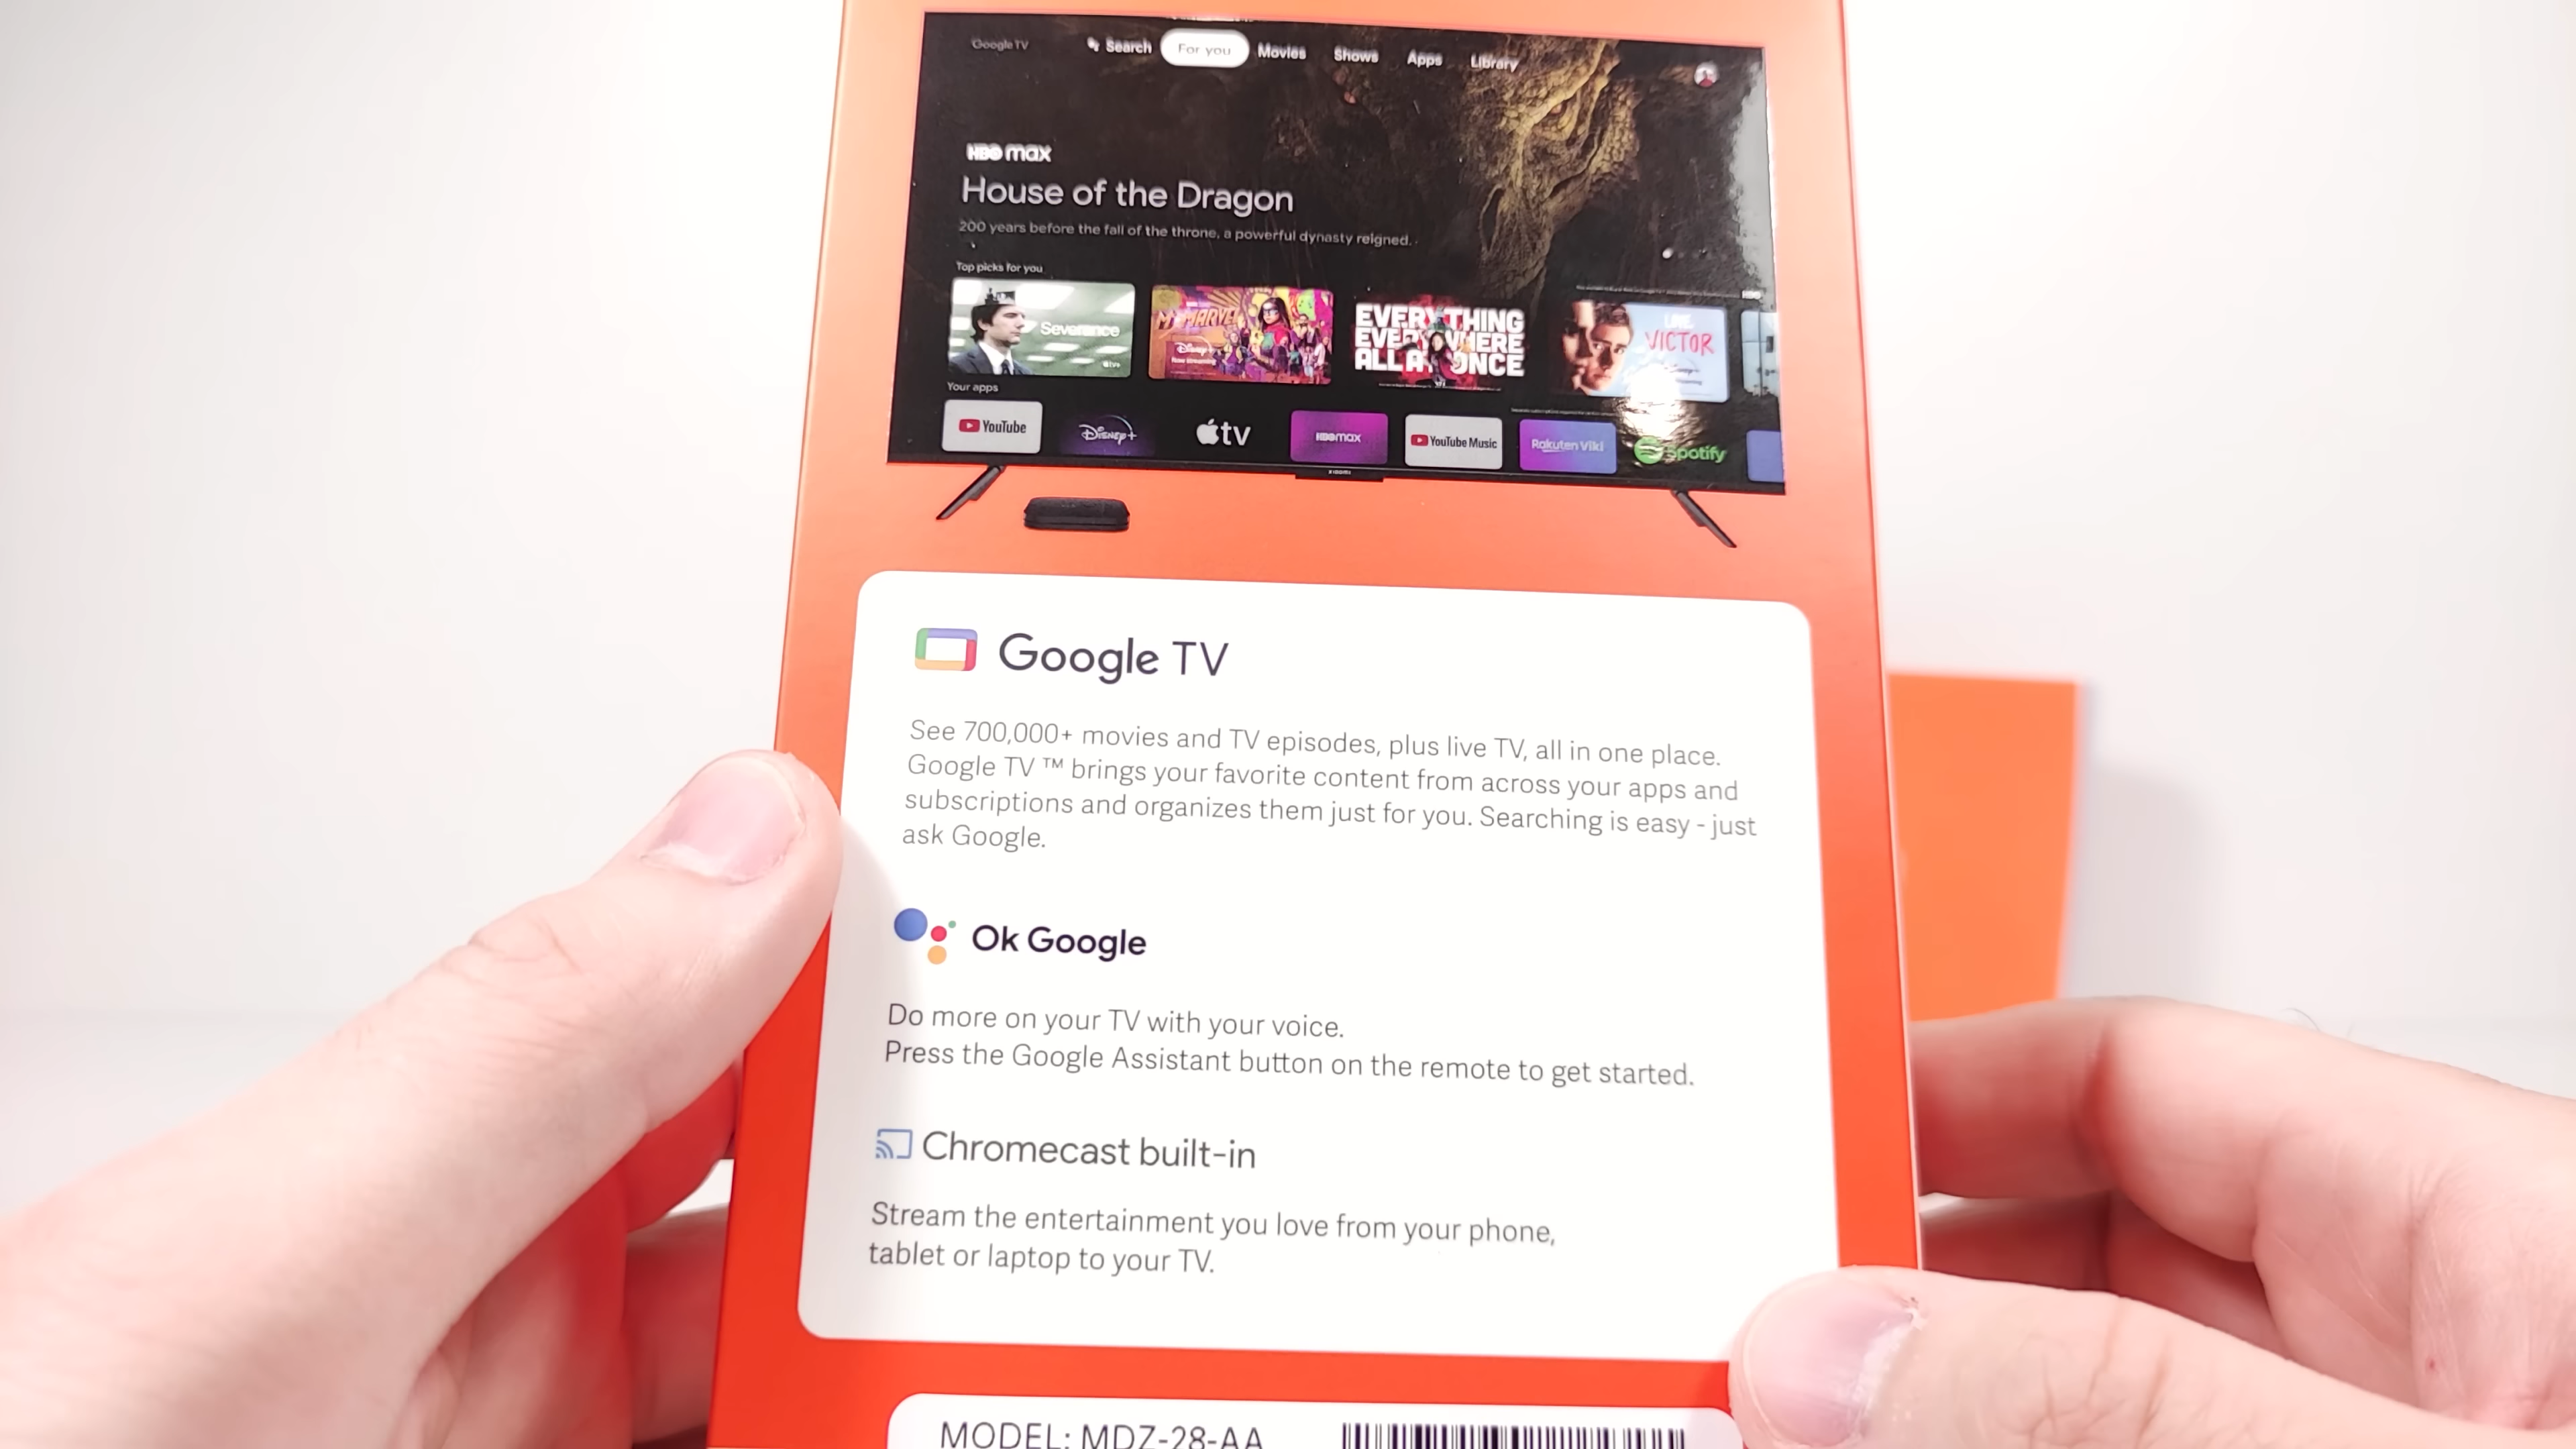 Google TV
Search For you Movies Shows Apps Library
HBO max
House of the Dragon
200 years before the fall of the throne, a powerful dynasty reigned.
Top picks for you
Severance
MS MARVEL
Disney+
EVERYTHING
EVERYWHERE
ALL AT ONCE
LOVE,
VICTOR
Your apps
YouTube Disney+ tv HBO max YouTube Music Rakuten Viki Spotify
xiaomi
Google TV
See 700,000+ movies and TV episodes, plus live TV, all in one place.
Google TV ™ brings your favorite content from across your apps and
subscriptions and organizes them just for you. Searching is easy - just
ask Google.
Ok Google
Do more on your TV with your voice.
Press the Google Assistant button on the remote to get started.
Chromecast built-in
Stream the entertainment you love from your phone,
tablet or laptop to your TV.
MODEL: MDZ-28-AA